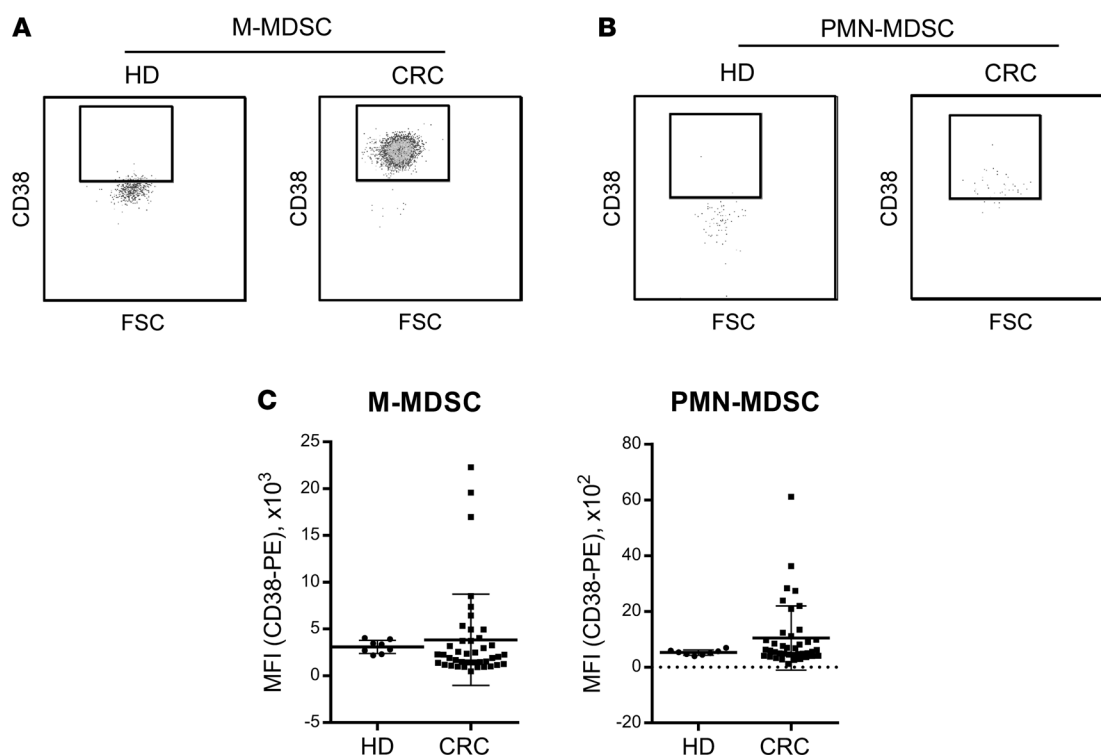 A
M-MDSC
HD
CRC
CD38
FSC
CD38
FSC
B
PMN-MDSC
HD
CRC
CD38
FSC
CD38
FSC
C
M-MDSC
MFI (CD38-PE), x10³
25
20
15
10
5
0
-5
HD
CRC
PMN-MDSC
MFI (CD38-PE), x10²
80
60
40
20
0
-20
HD
CRC